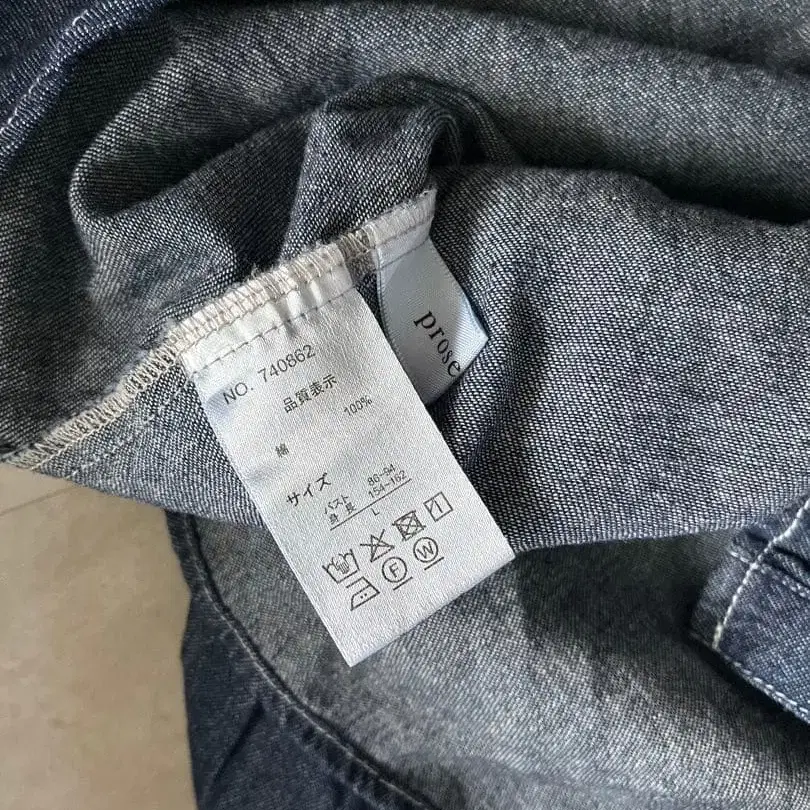 prose
NO. 740862
品質表示
綿 100%
サイズ
バスト 86~94
身長 154~162
L
F
W